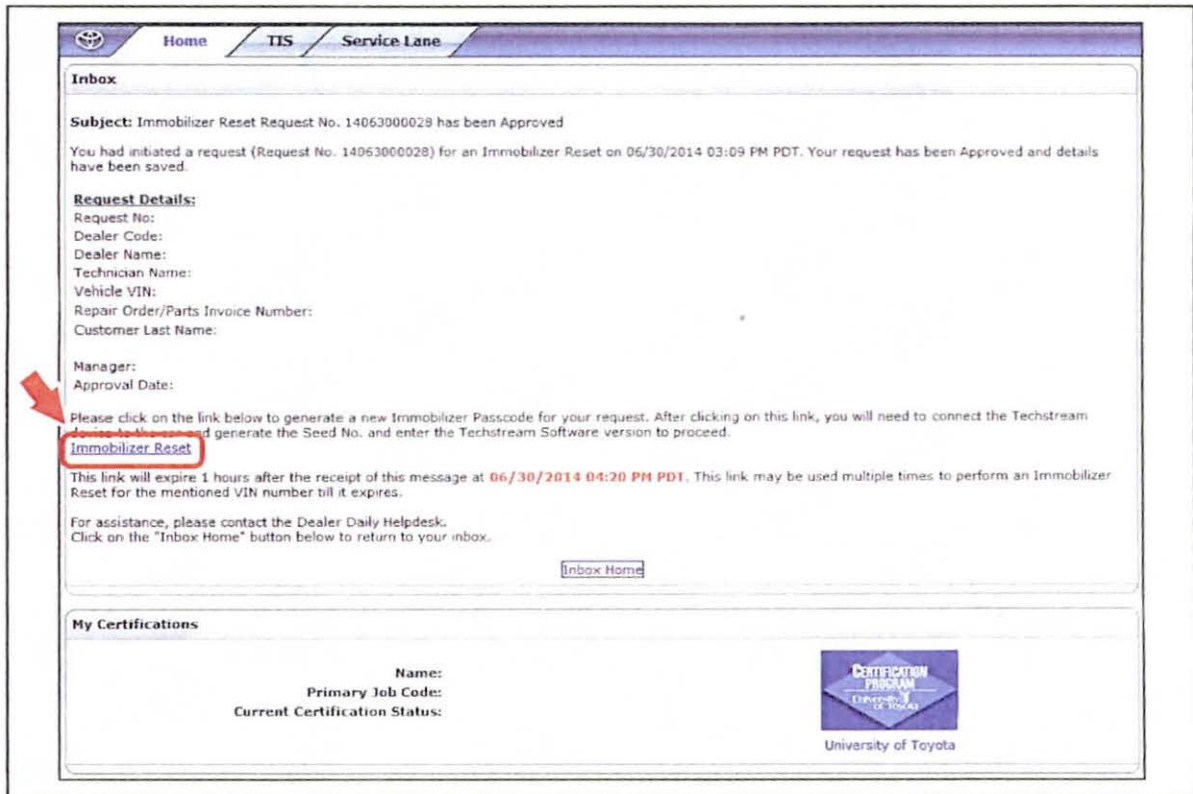 Home TIS Service Lane
Inbox
Subject: Immobilizer Reset Request No. 14063000028 has been Approved
You had initiated a request (Request No. 14063000028) for an Immobilizer Reset on 06/30/2014 03:09 PM PDT. Your request has been Approved and details
have been saved.
Request Details:
Request No:
Dealer Code:
Dealer Name:
Technician Name:
Vehicle VIN:
Repair Order/Parts Invoice Number:
Customer Last Name:
Manager:
Approval Date:
Please click on the link below to generate a new Immobilizer Passcode for your request. After clicking on this link, you will need to connect the Techstream
device to the car and generate the Seed No. and enter the Techstream Software version to proceed.
Immobilizer Reset
This link will expire 1 hours after the receipt of this message at 06/30/2014 04:20 PM PDT. This link may be used multiple times to perform an Immobilizer
Reset for the mentioned VIN number till it expires.
For assistance, please contact the Dealer Daily Helpdesk.
Click on the "Inbox Home" button below to return to your inbox.
Inbox Home
My Certifications
Name:
Primary Job Code:
Current Certification Status:
CERTIFICATION
PROGRAM
University
of Toyota
University of Toyota